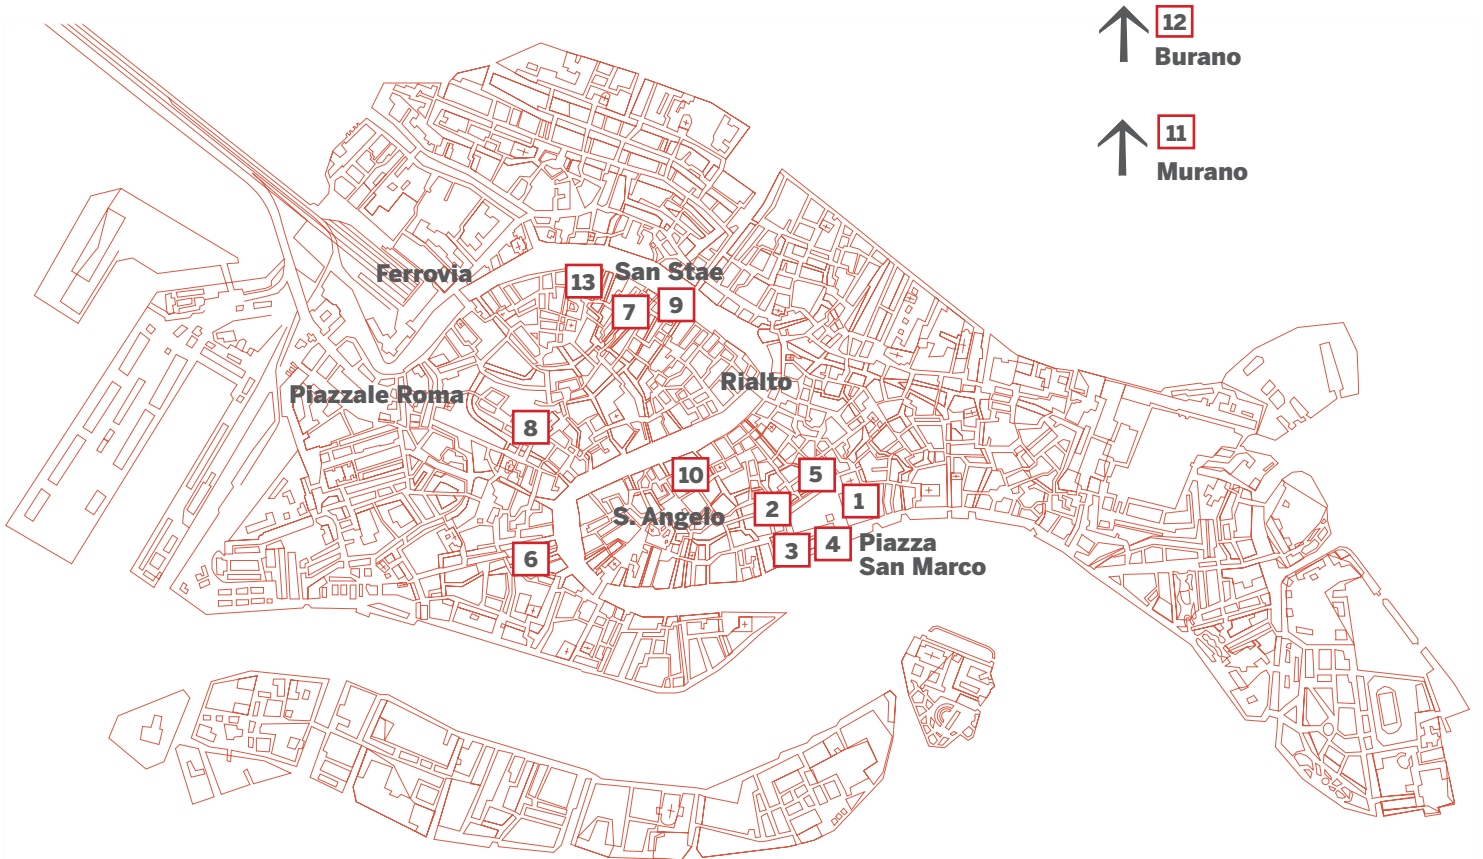 12
Burano
11
Murano
Ferrovia
San Stae
13
7
9
Piazzale Roma
Rialto
8
10
5
S. Angelo
2
1
6
3
4
Piazza
San Marco